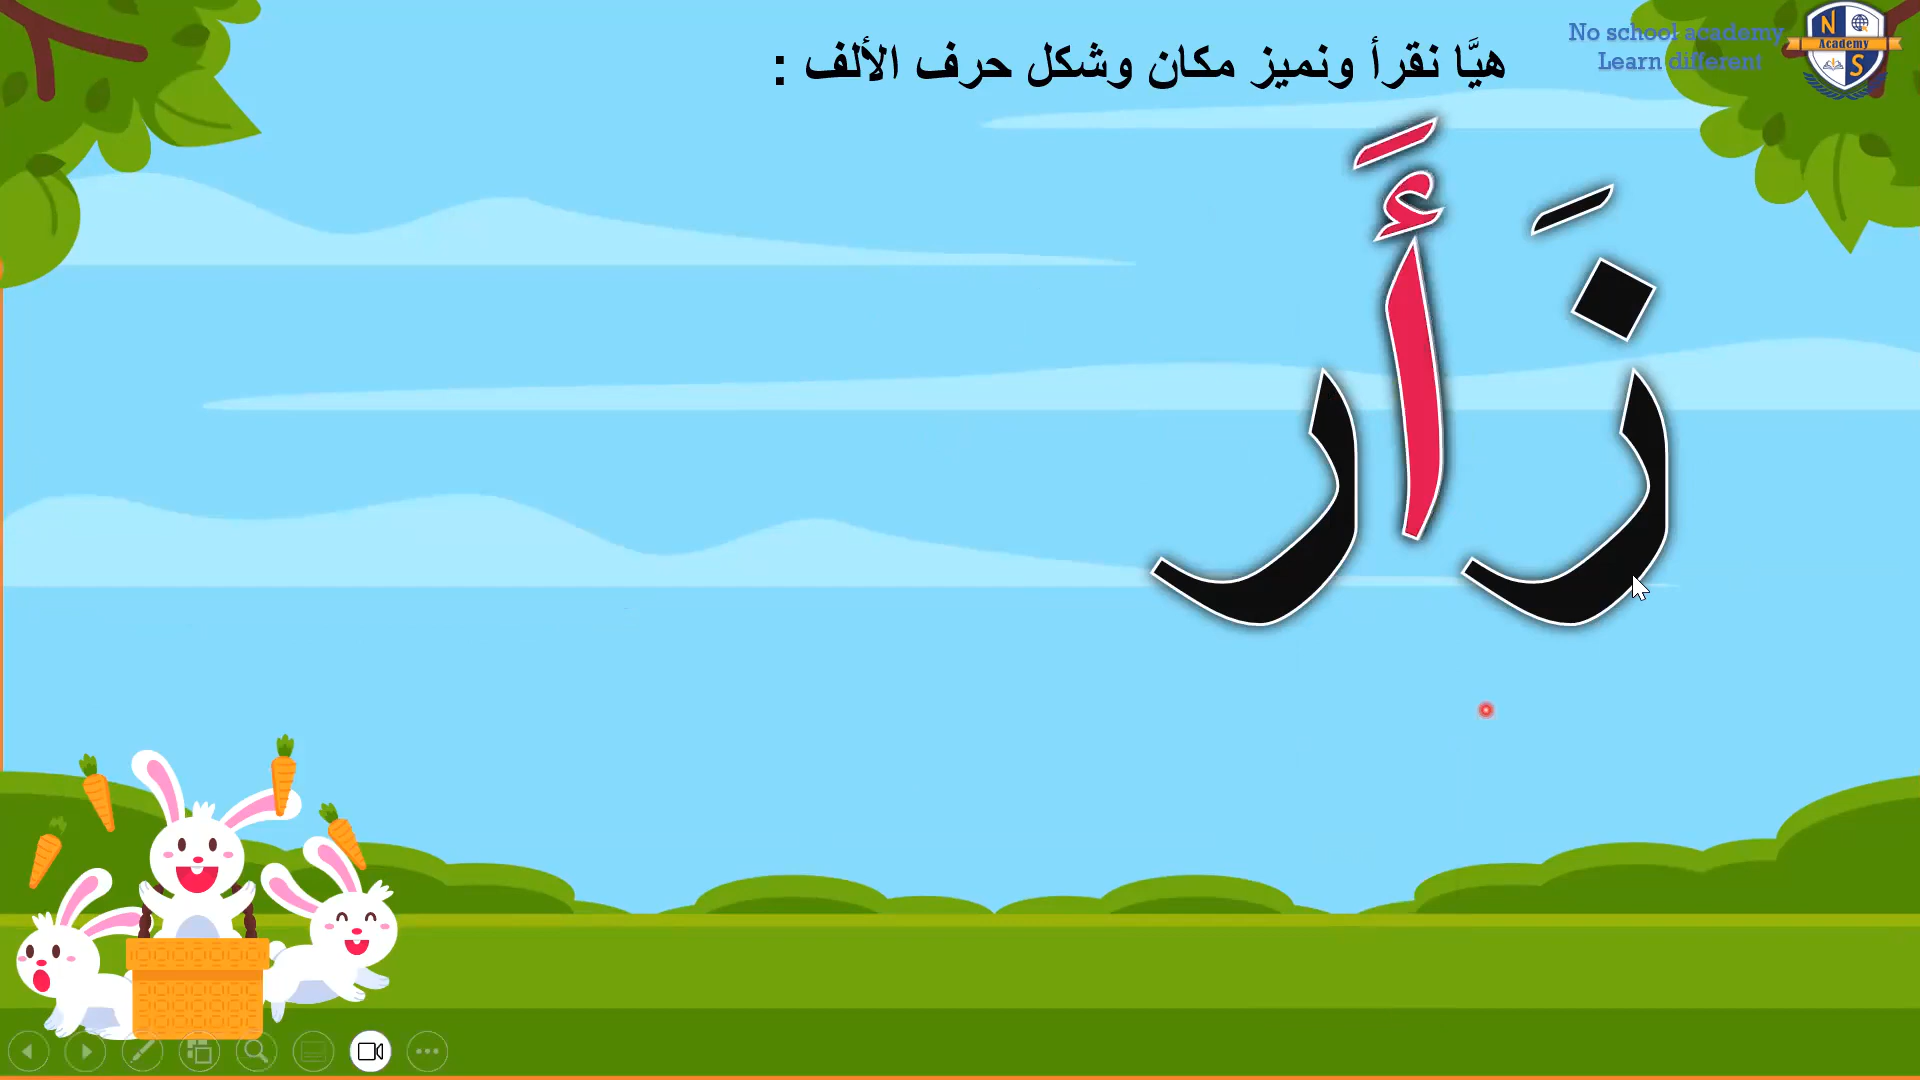 هيَّا نقرأ ونميز مكان وشكل حرف الألف :
No school academy
Learn different
N
Academy
S
زَأَر